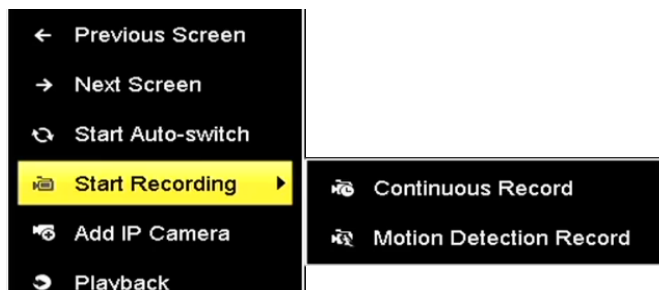 Previous Screen
Next Screen
Start Auto-switch
Start Recording
Continuous Record
Add IP Camera
Motion Detection Record
Playback